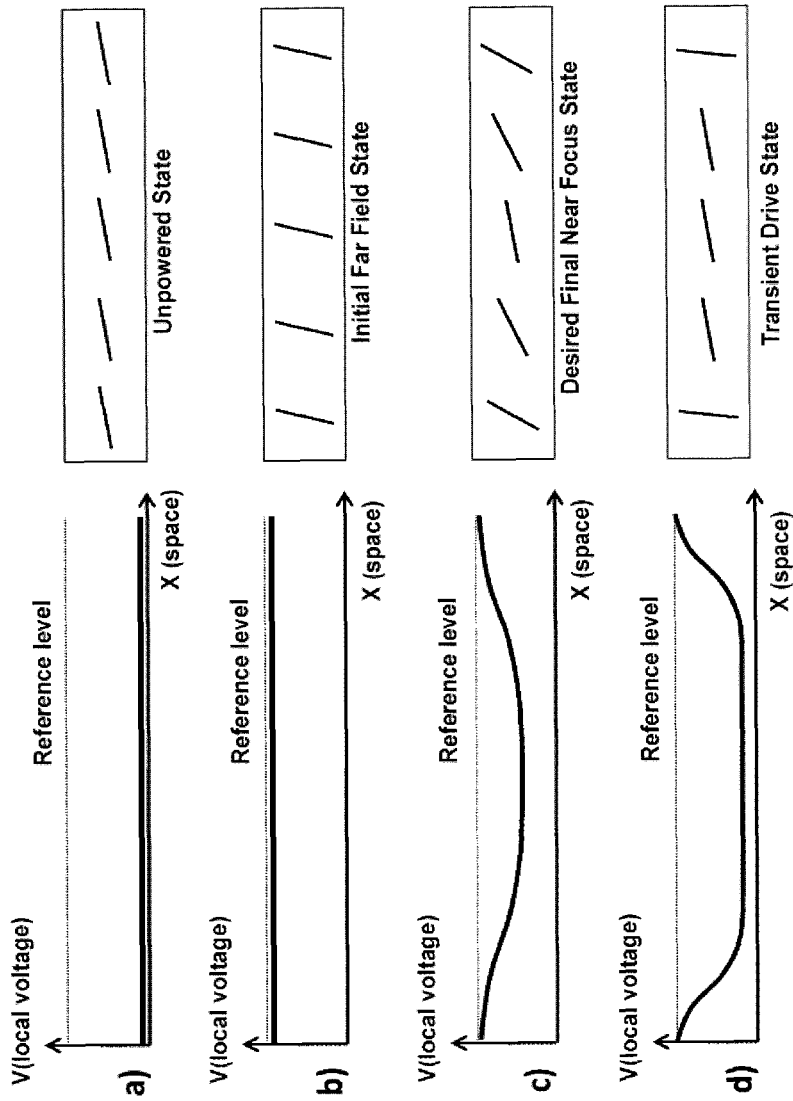 V(local voltage)
Reference level
X (space)
a)
Unpowered State
V(local voltage)
Reference level
X (space)
b)
Initial Far Field State
V(local voltage)
Reference level
X (space)
c)
Desired Final Near Focus State
V(local voltage)
Reference level
X (space)
d)
Transient Drive State